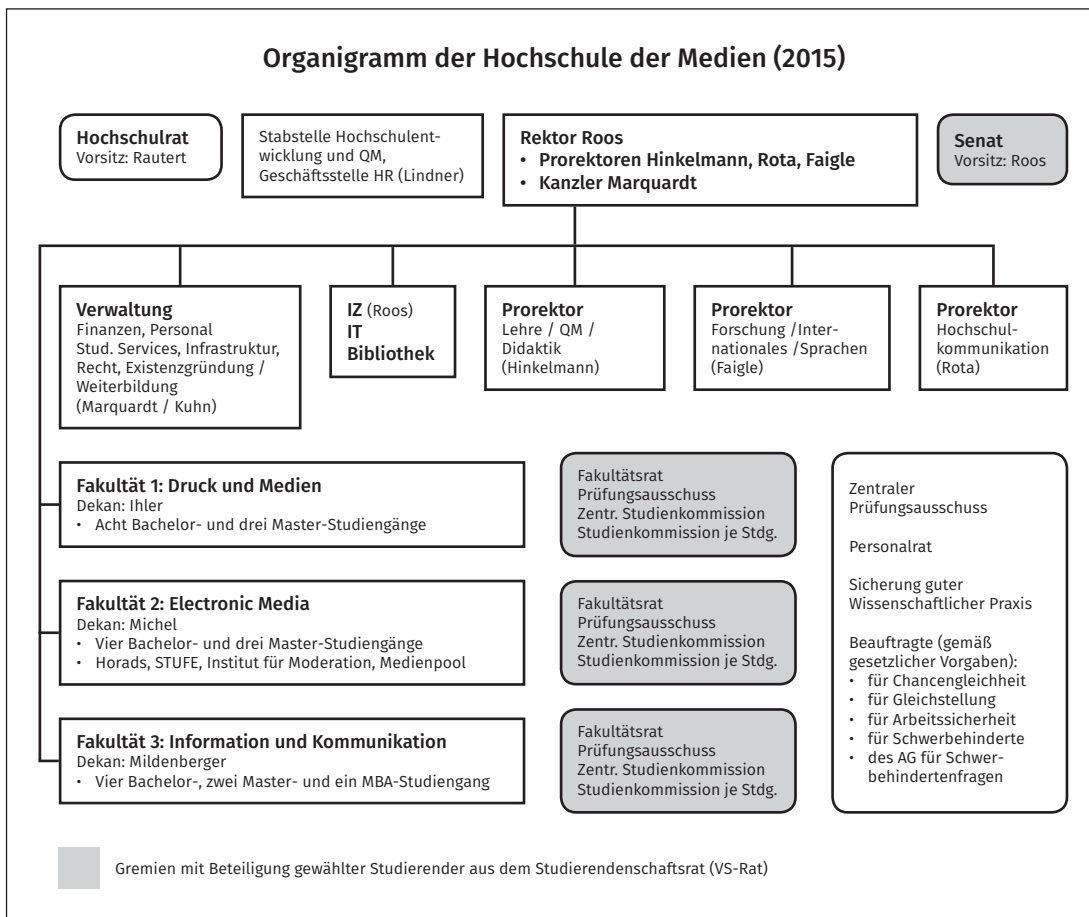 Organigramm der Hochschule der Medien (2015)
Hochschulrat
Vorsitz: Rautert
Stabstelle Hochschulent-
wicklung und QM,
Geschäftsstelle HR (Lindner)
Rektor Roos
• Prorektoren Hinkelmann, Rota, Faigle
• Kanzler Marquardt
Senat
Vorsitz: Roos
Verwaltung
Finanzen, Personal
Stud. Services, Infrastruktur,
Recht, Existenzgründung /
Weiterbildung
(Marquardt / Kuhn)
IZ (Roos)
IT
Bibliothek
Prorektor
Lehre / QM /
Didaktik
(Hinkelmann)
Prorektor
Forschung /Inter-
nationales /Sprachen
(Faigle)
Prorektor
Hochschul-
kommunikation
(Rota)
Fakultät 1: Druck und Medien
Dekan: Ihler
• Acht Bachelor- und drei Master-Studiengänge
Fakultätsrat
Prüfungsausschuss
Zentr. Studienkommission
Studienkommission je Stdg.
Fakultät 2: Electronic Media
Dekan: Michel
• Vier Bachelor- und drei Master-Studiengänge
• Horads, STUFE, Institut für Moderation, Medienpool
Fakultätsrat
Prüfungsausschuss
Zentr. Studienkommission
Studienkommission je Stdg.
Fakultät 3: Information und Kommunikation
Dekan: Mildenberger
• Vier Bachelor-, zwei Master- und ein MBA-Studiengang
Fakultätsrat
Prüfungsausschuss
Zentr. Studienkommission
Studienkommission je Stdg.
Zentraler
Prüfungsausschuss
Personalrat
Sicherung guter
Wissenschaftlicher Praxis
Beauftragte (gemäß
gesetzlicher Vorgaben):
• für Chancengleichheit
• für Gleichstellung
• für Arbeitssicherheit
• für Schwerbehinderte
• des AG für Schwer-
behindertenfragen
Gremien mit Beteiligung gewählter Studierender aus dem Studierendenschaftsrat (VS-Rat)